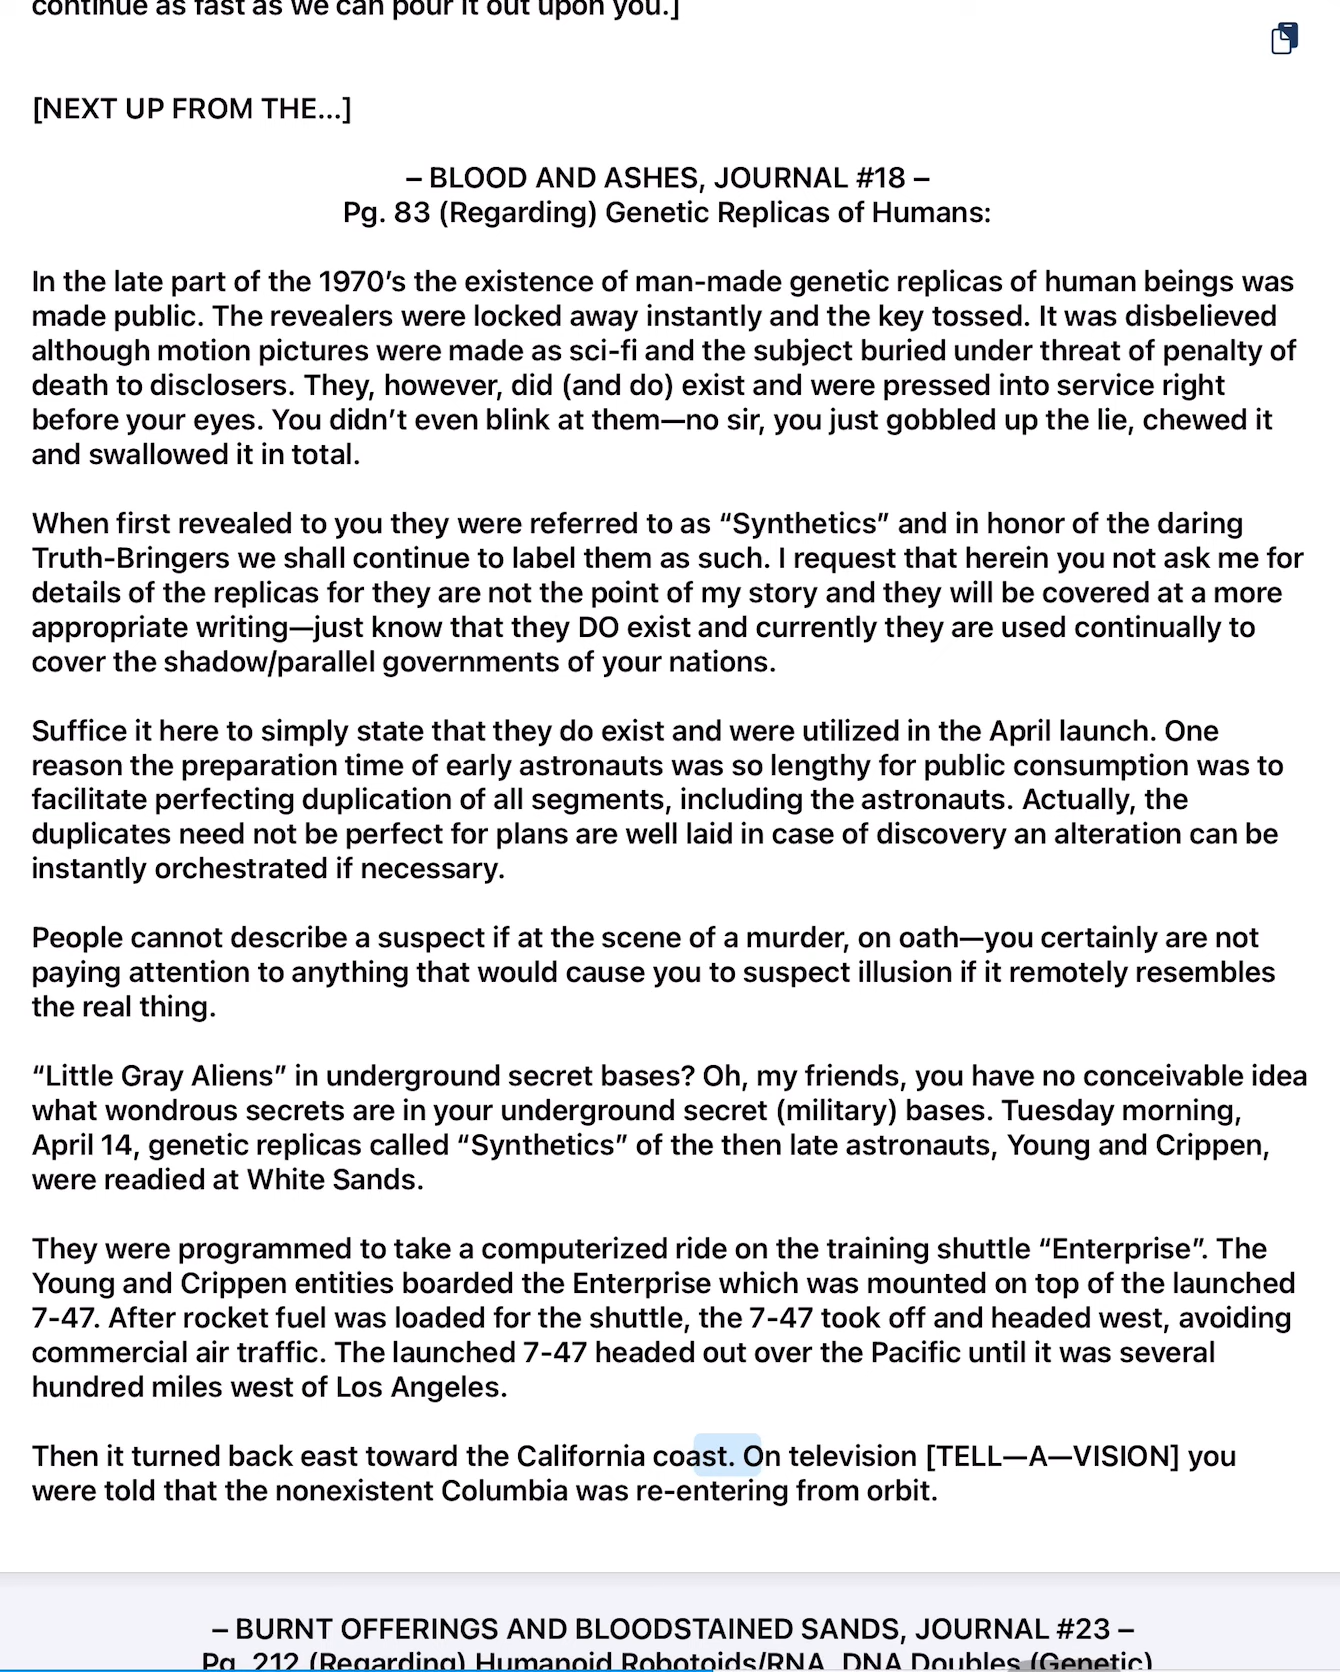 continue as fast as we can pour it out upon you.]
[NEXT UP FROM THE...]
– BLOOD AND ASHES, JOURNAL #18 –
Pg. 83 (Regarding) Genetic Replicas of Humans:
In the late part of the 1970’s the existence of man-made genetic replicas of human beings was
made public. The revealers were locked away instantly and the key tossed. It was disbelieved
although motion pictures were made as sci-fi and the subject buried under threat of penalty of
death to disclosers. They, however, did (and do) exist and were pressed into service right
before your eyes. You didn’t even blink at them—no sir, you just gobbled up the lie, chewed it
and swallowed it in total.
When first revealed to you they were referred to as “Synthetics” and in honor of the daring
Truth-Bringers we shall continue to label them as such. I request that herein you not ask me for
details of the replicas for they are not the point of my story and they will be covered at a more
appropriate writing—just know that they DO exist and currently they are used continually to
cover the shadow/parallel governments of your nations.
Suffice it here to simply state that they do exist and were utilized in the April launch. One
reason the preparation time of early astronauts was so lengthy for public consumption was to
facilitate perfecting duplication of all segments, including the astronauts. Actually, the
duplicates need not be perfect for plans are well laid in case of discovery an alteration can be
instantly orchestrated if necessary.
People cannot describe a suspect if at the scene of a murder, on oath—you certainly are not
paying attention to anything that would cause you to suspect illusion if it remotely resembles
the real thing.
“Little Gray Aliens” in underground secret bases? Oh, my friends, you have no conceivable idea
what wondrous secrets are in your underground secret (military) bases. Tuesday morning,
April 14, genetic replicas called “Synthetics” of the then late astronauts, Young and Crippen,
were readied at White Sands.
They were programmed to take a computerized ride on the training shuttle “Enterprise”. The
Young and Crippen entities boarded the Enterprise which was mounted on top of the launched
7-47. After rocket fuel was loaded for the shuttle, the 7-47 took off and headed west, avoiding
commercial air traffic. The launched 7-47 headed out over the Pacific until it was several
hundred miles west of Los Angeles.
Then it turned back east toward the California coast. On television [TELL—A—VISION] you
were told that the nonexistent Columbia was re-entering from orbit.
– BURNT OFFERINGS AND BLOODSTAINED SANDS, JOURNAL #23 –
Pg. 212 (Regarding) Humanoid Robotoids/RNA, DNA Doubles (Genetic)